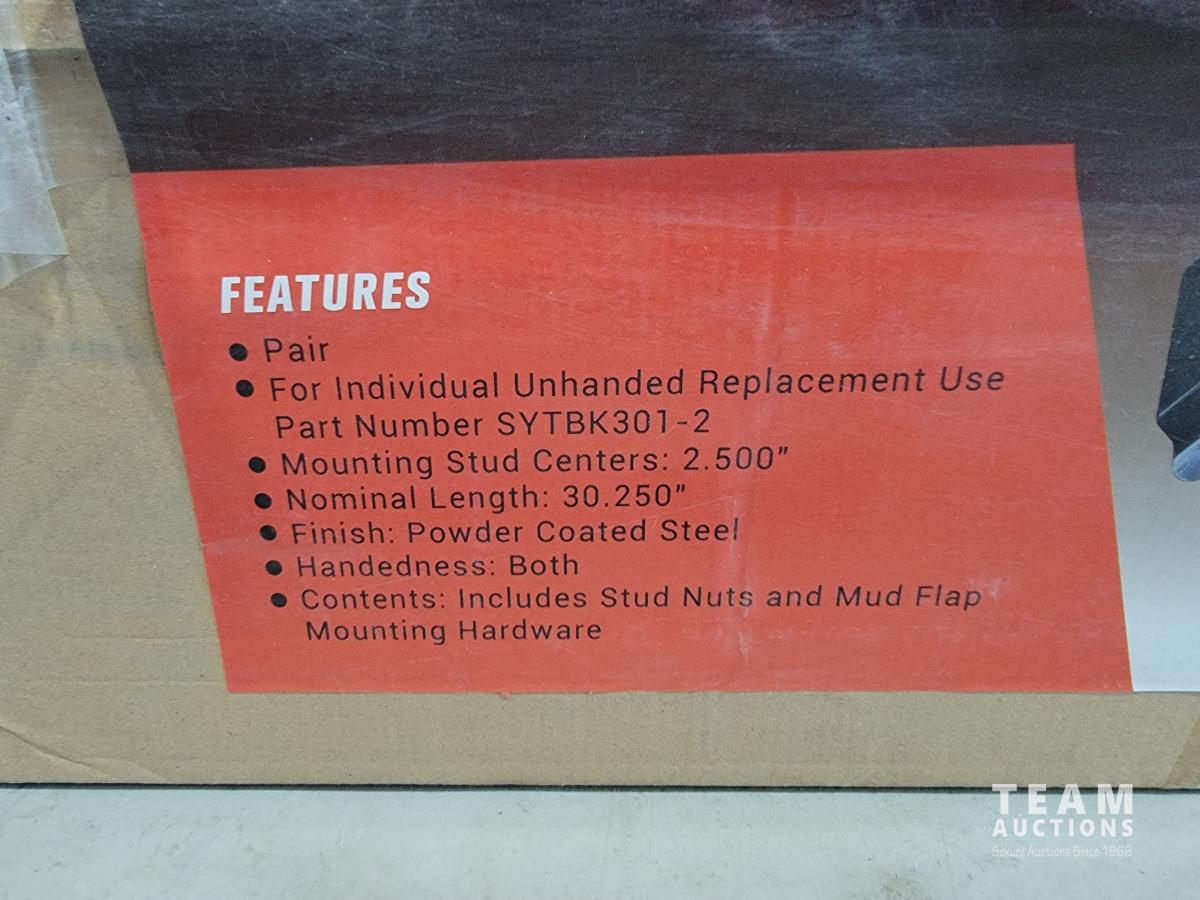 FEATURES
● Pair
● For Individual Unhanded Replacement Use
Part Number SYTBK301-2
● Mounting Stud Centers: 2.500"
● Nominal Length: 30.250"
● Finish: Powder Coated Steel
● Handedness: Both
● Contents: Includes Stud Nuts and Mud Flap
Mounting Hardware
TEAM
AUCTIONS
Sekura Auctions Since 1966